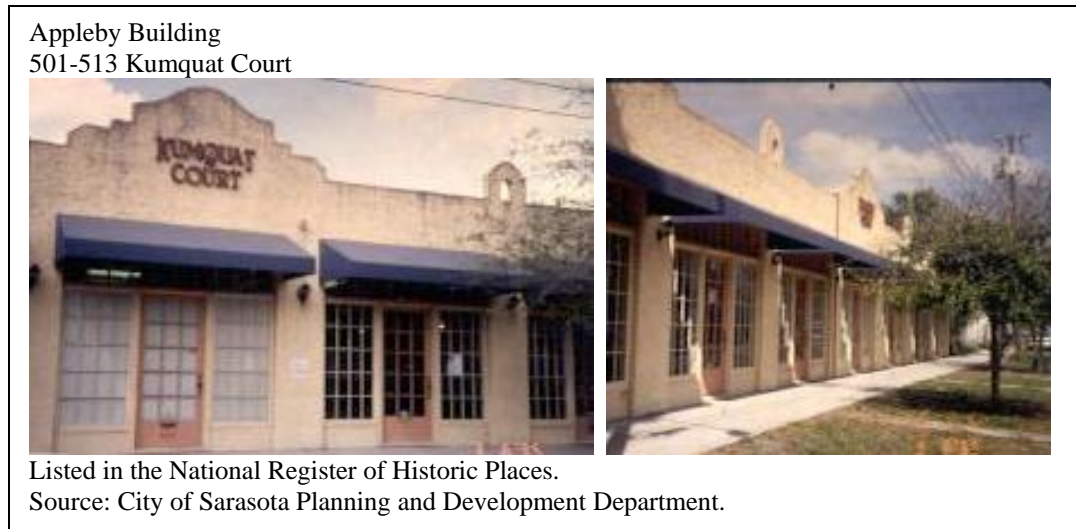 Appleby Building
501-513 Kumquat Court
KUMQUAT
COURT
Listed in the National Register of Historic Places.
Source: City of Sarasota Planning and Development Department.